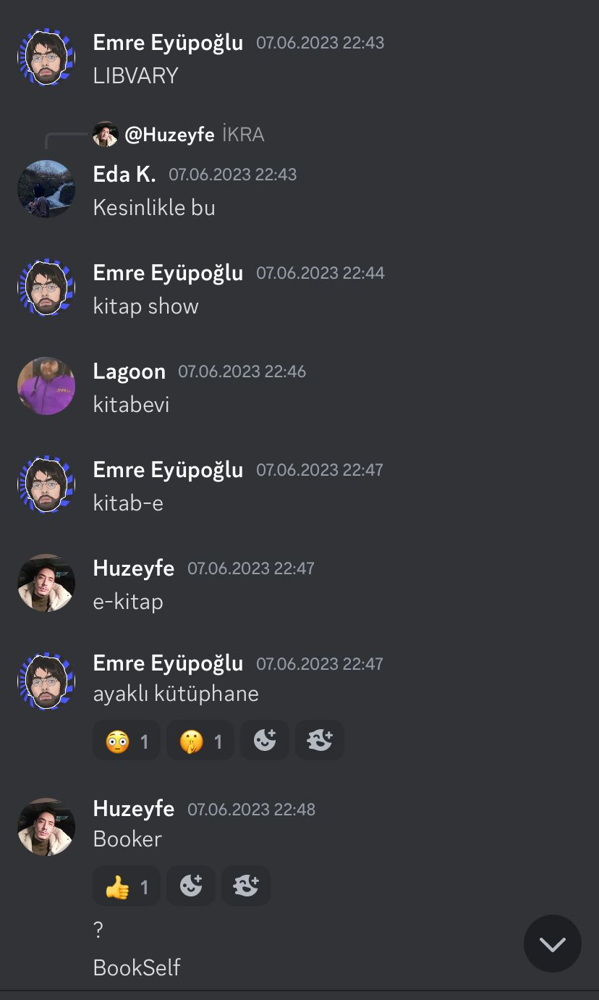 Emre Eyüpoğlu 07.06.2023 22:43
LIBVARY
@Huzeyfe İKRA
Eda K. 07.06.2023 22:43
Kesinlikle bu
Emre Eyüpoğlu 07.06.2023 22:44
kitap show
Lagoon 07.06.2023 22:46
kitabevi
Emre Eyüpoğlu 07.06.2023 22:47
kitab-e
Huzeyfe 07.06.2023 22:47
e-kitap
Emre Eyüpoğlu 07.06.2023 22:47
ayaklı kütüphane
1 1
Huzeyfe 07.06.2023 22:48
Booker
1
?
BookSelf